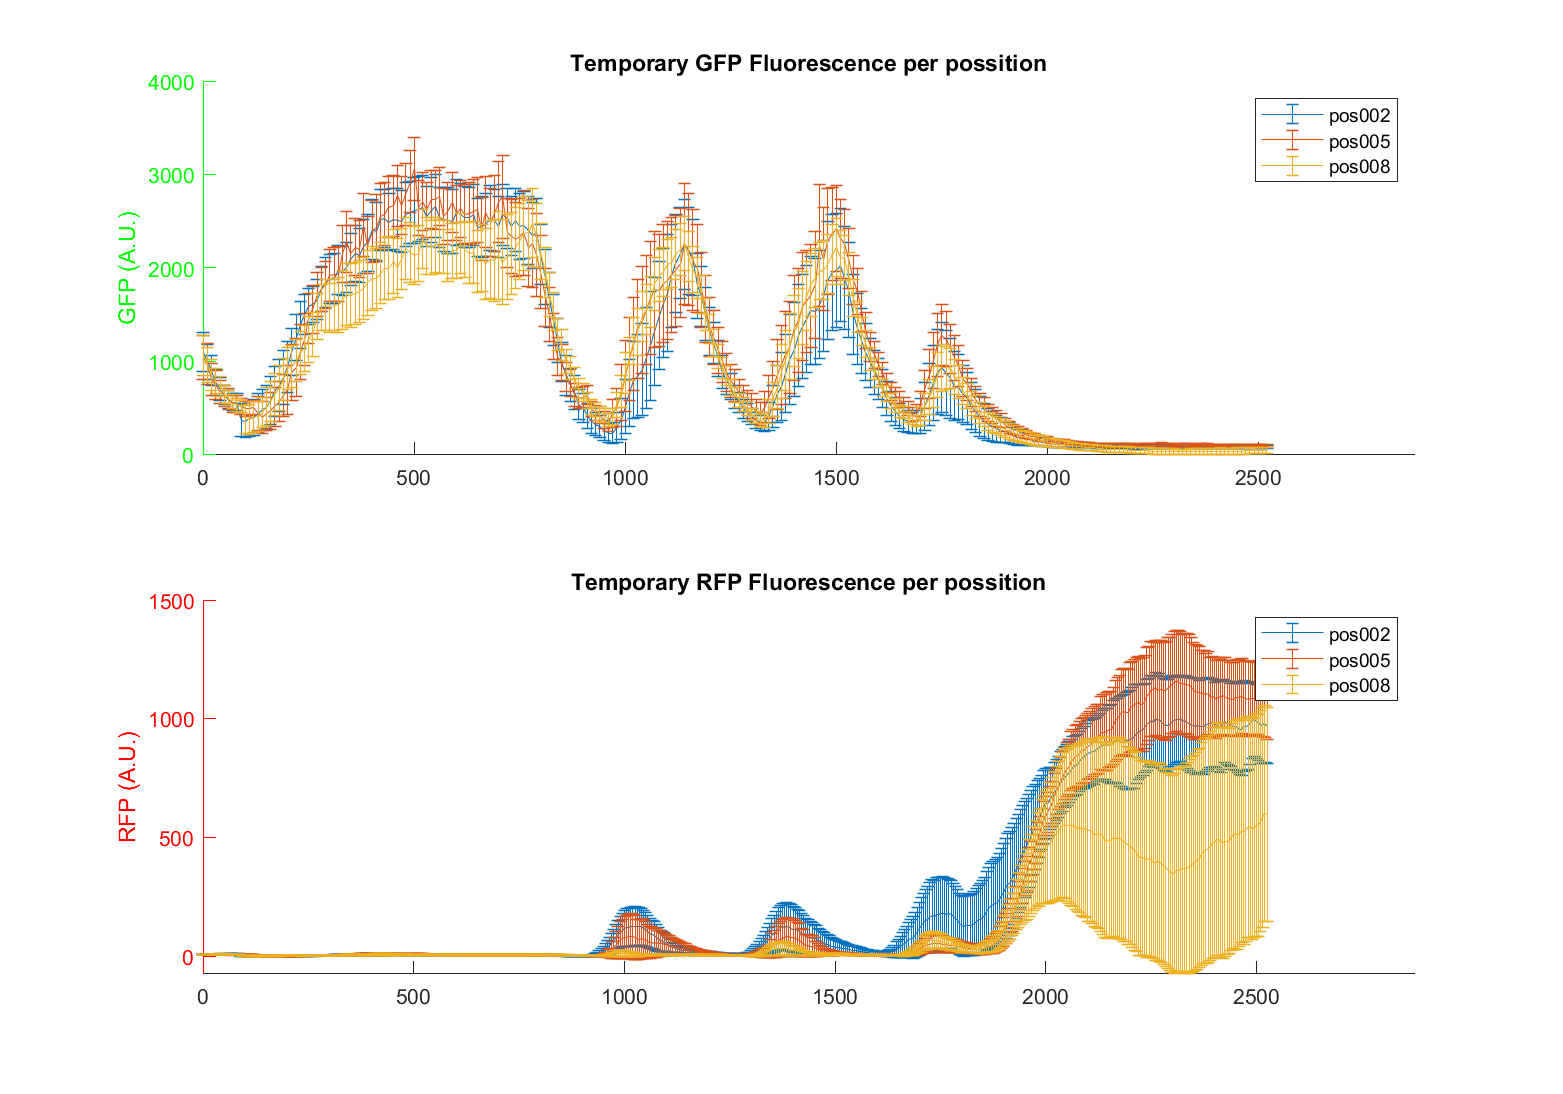 Temporary GFP Fluorescence per possition
4000
3000
2000
1000
0
GFP (A.U.)
pos002
pos005
pos008
0 500 1000 1500 2000 2500
Temporary RFP Fluorescence per possition
1500
1000
500
0
RFP (A.U.)
pos002
pos005
pos008
0 500 1000 1500 2000 2500